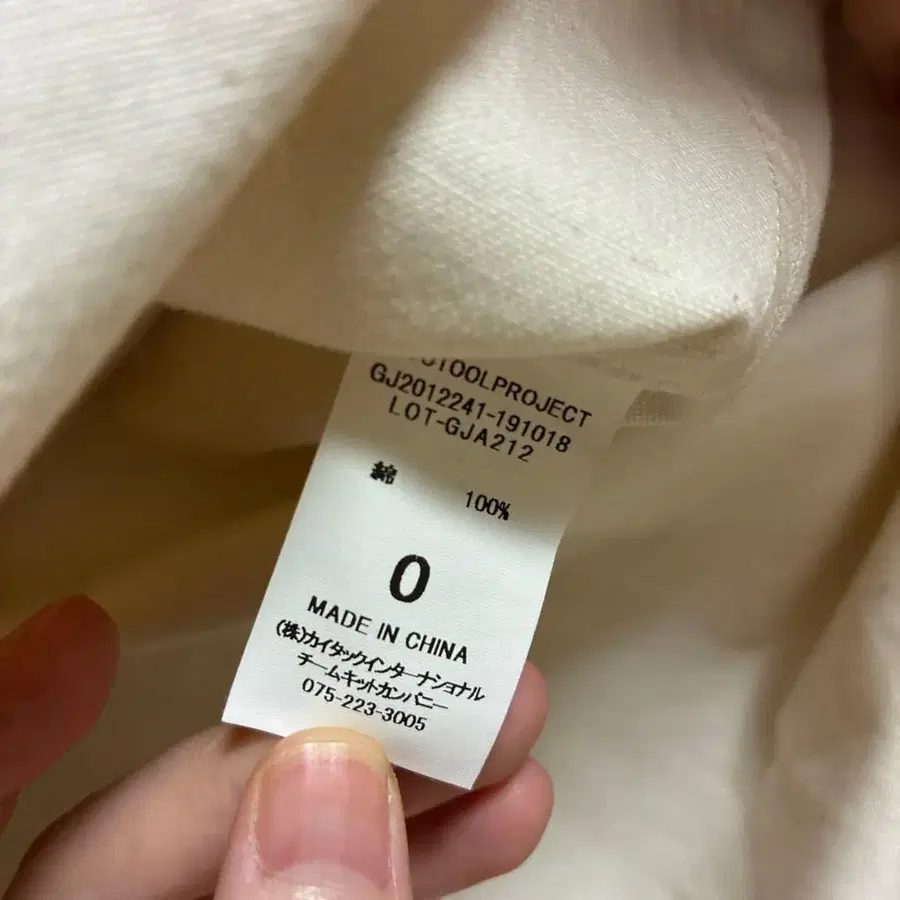 TOOLPROJECT
GJ2012241-191018
LOT-GJA212
綿 100%
0
MADE IN CHINA
(株)カイタックインターナショナル
チームキットカンパニー
075-223-3005